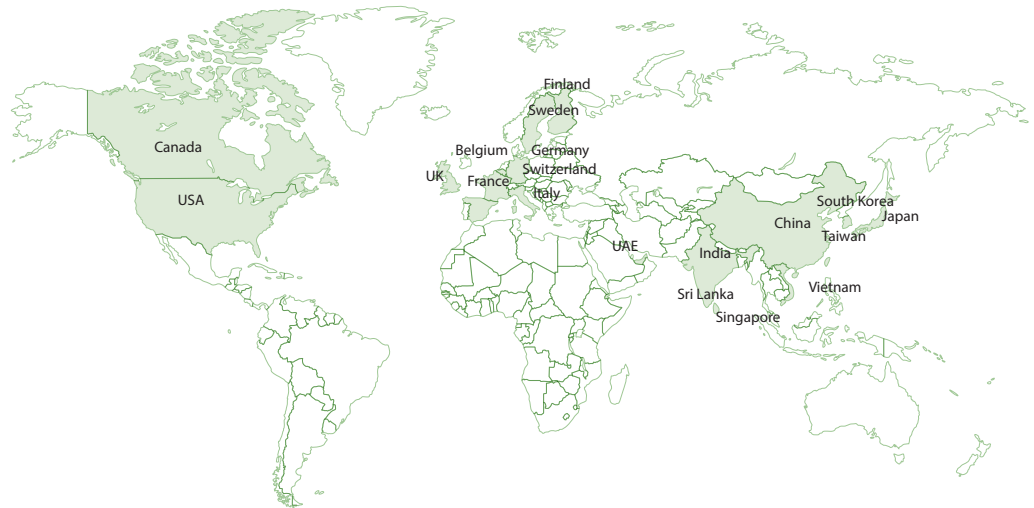 Finland
Sweden
Canada
Belgium
Germany
Switzerland
UK
France
Italy
USA
South Korea
Japan
China
Taiwan
UAE
India
Vietnam
Sri Lanka
Singapore